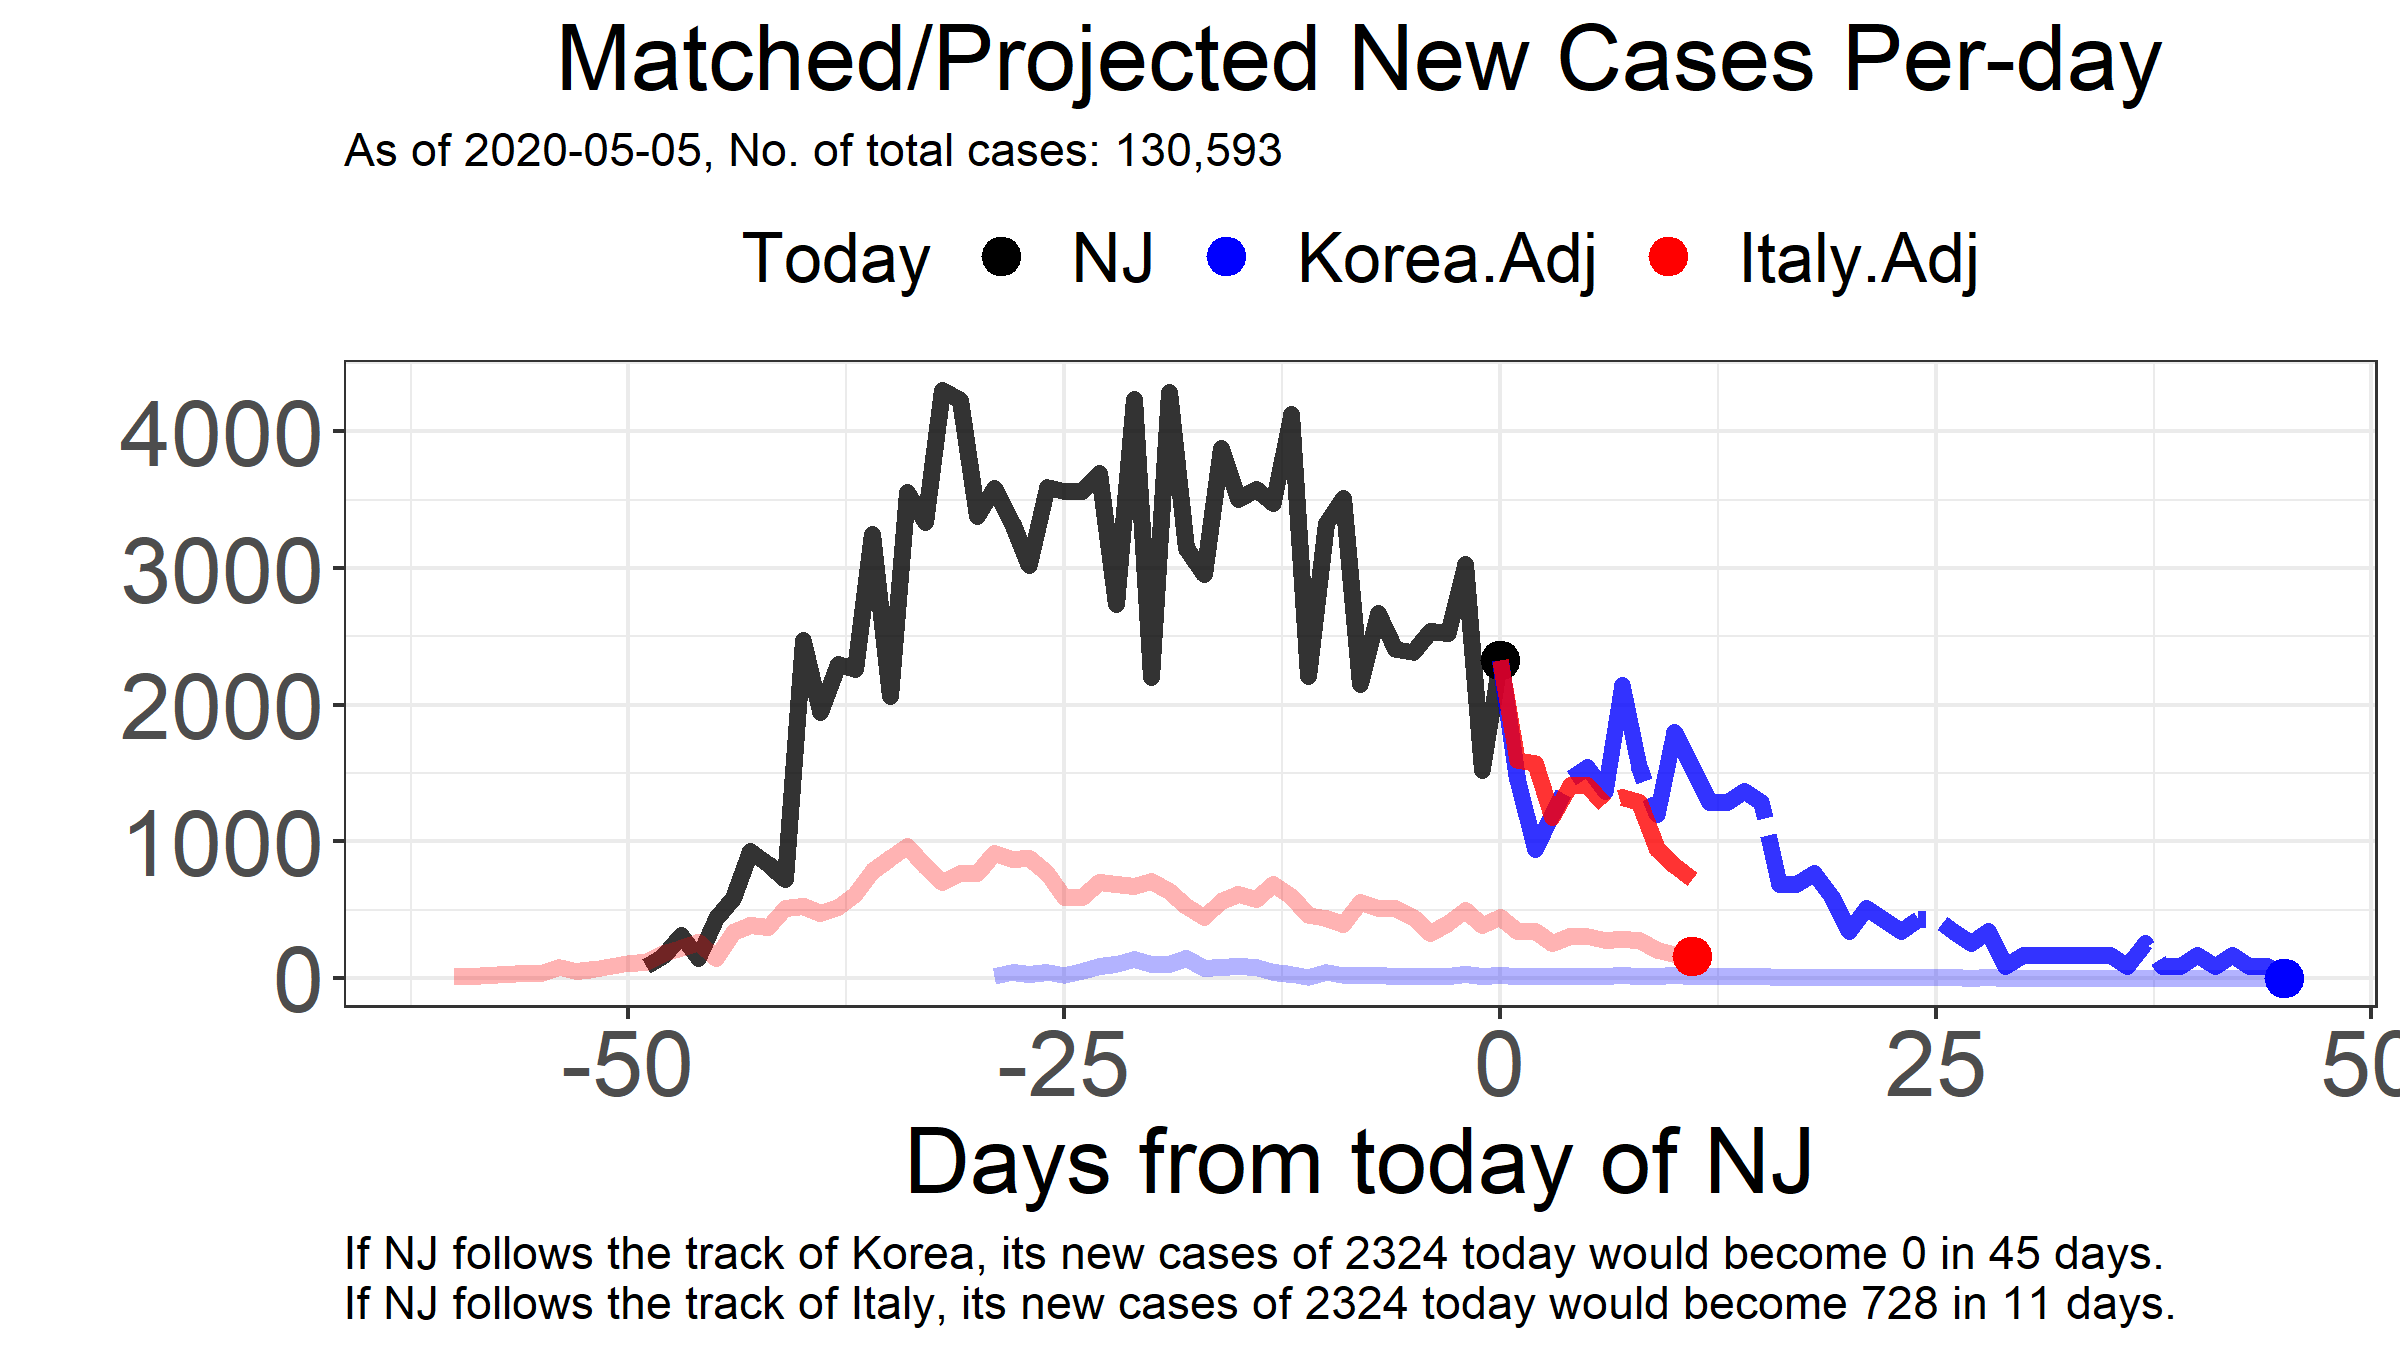 Matched/Projected New Cases Per-day
As of 2020-05-05, No. of total cases: 130,593
Today NJ Korea.Adj Italy.Adj
4000
3000
2000
1000
0
-50 -25 0 25 50
Days from today of NJ
If NJ follows the track of Korea, its new cases of 2324 today would become 0 in 45 days.
If NJ follows the track of Italy, its new cases of 2324 today would become 728 in 11 days.